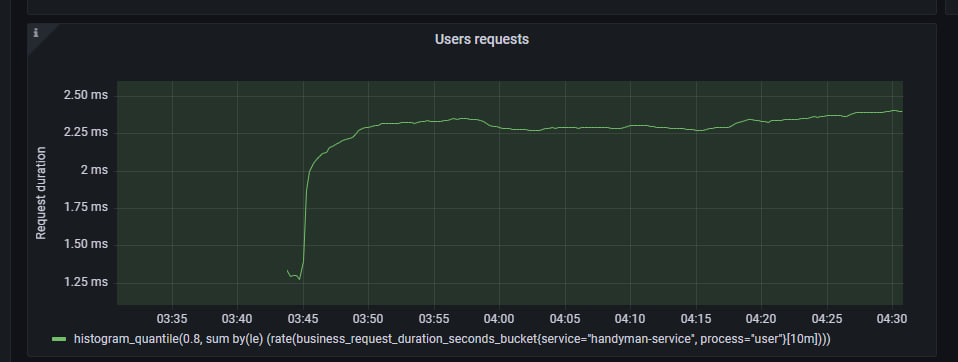 i
Users requests
Request duration
2.50 ms
2.25 ms
2 ms
1.75 ms
1.50 ms
1.25 ms
03:35 03:40 03:45 03:50 03:55 04:00 04:05 04:10 04:15 04:20 04:25 04:30
histogram_quantile(0.8, sum by(le) (rate(business_request_duration_seconds_bucket{service="handyman-service", process="user"}[10m])))